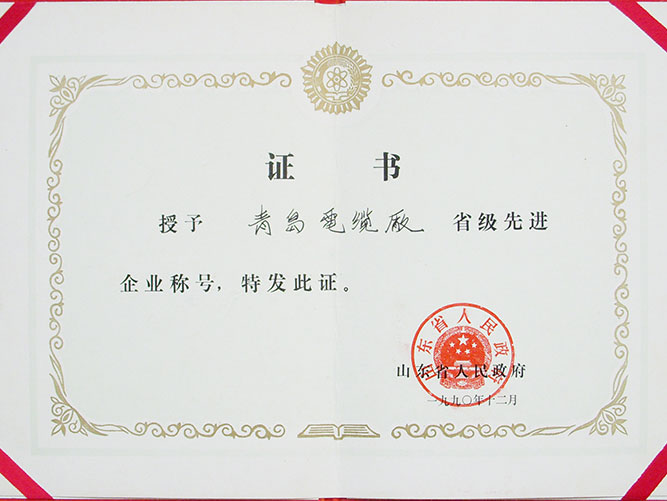 证 书
授予 青岛電缆厰 省级先进
企业称号，特发此证。
山东省人民政府
山东省人民政府
一九九〇年十二月